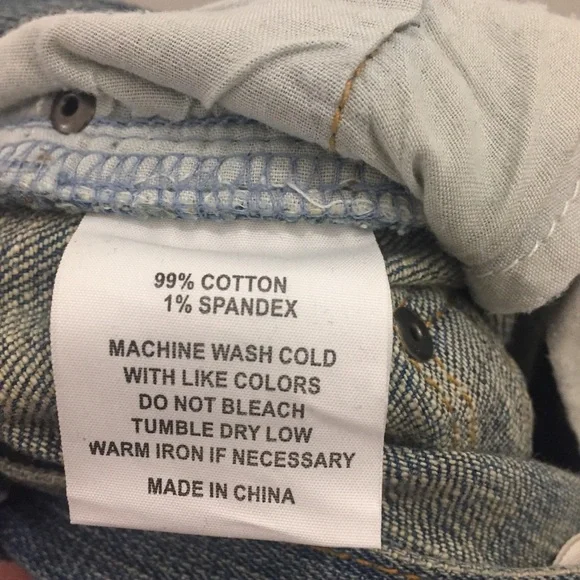 99% COTTON
1% SPANDEX
MACHINE WASH COLD
WITH LIKE COLORS
DO NOT BLEACH
TUMBLE DRY LOW
WARM IRON IF NECESSARY
MADE IN CHINA